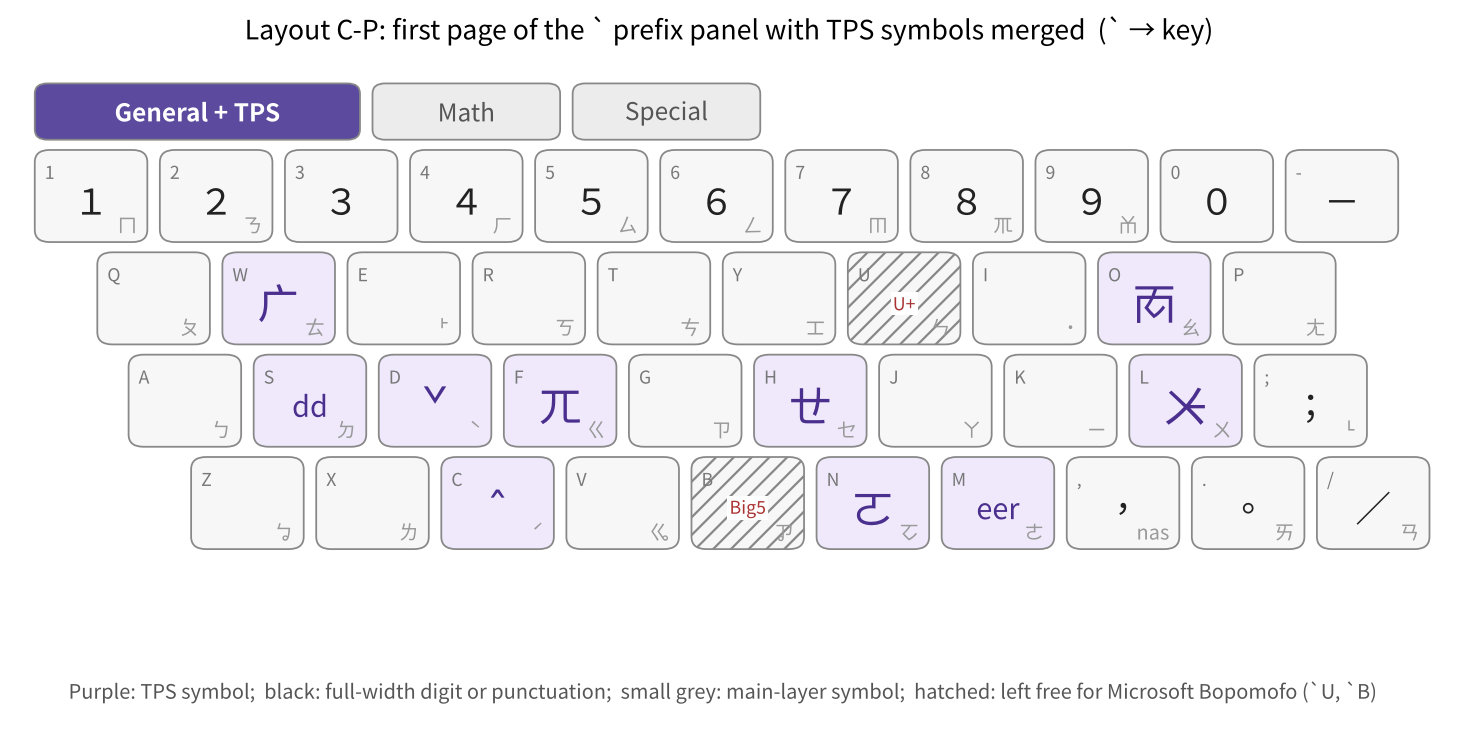 Layout C-P: first page of the ` prefix panel with TPS symbols merged (` → key)
General + TPS Math Special
1 1 ㄇ 2 2 ㄋ 3 3 4 4 ㄏ 5 5 ㄙ 6 6 ㄥ 7 7 8 8 9 9 0 0 - －
Q ㄆ W 广 ㄊ E ㆵ R ㄎ T ㄘ Y ㄒ U U+ ㄣ I ˙ O ㄠ P ㄤ
A ㄅ S dd ㄉ D ˇ ˋ F ㄍ G ㄗ H せ ㄝ J ㄚ K ㄧ L ㄨ ; ；
Z ㆠ X ㄌ C ˆ ˊ V ㆣ B Big5 ㆡ N ㄛ M eer ㄜ , ， nas . 。 ㄞ / ／ ㄢ
Purple: TPS symbol; black: full-width digit or punctuation; small grey: main-layer symbol; hatched: left free for Microsoft Bopomofo (`U, `B)